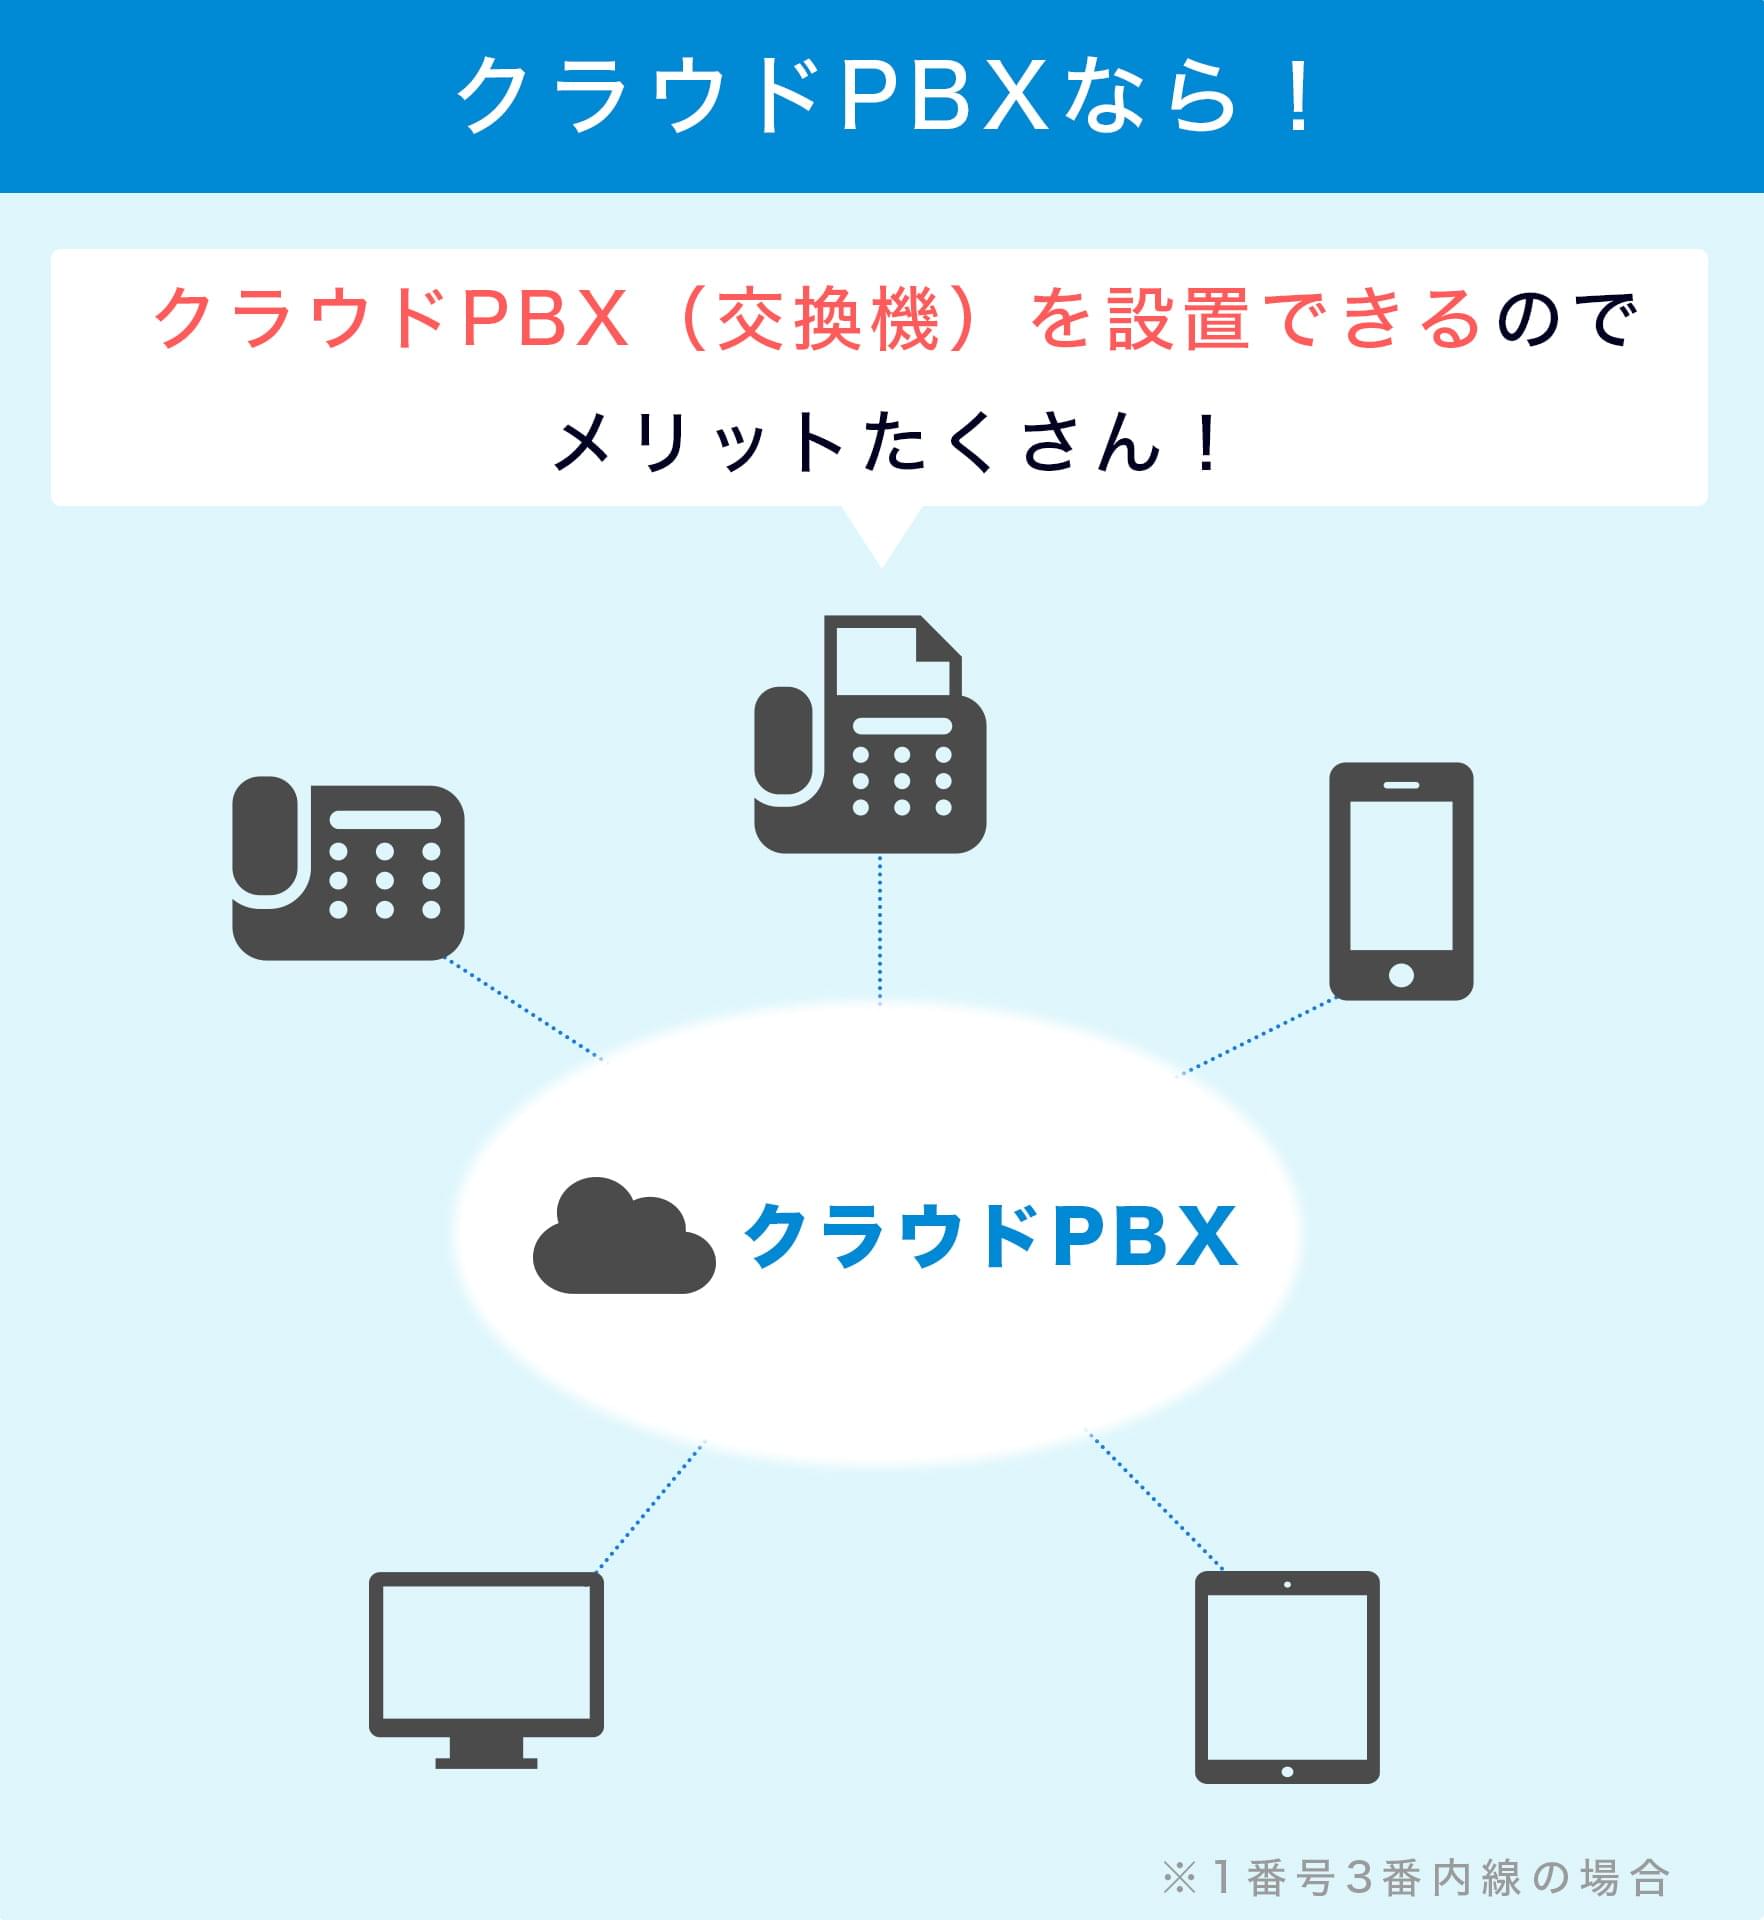 クラウドPBXなら！
クラウドPBX（交換機）を設置できるので
メリットたくさん！
クラウドPBX
※1番号3番内線の場合